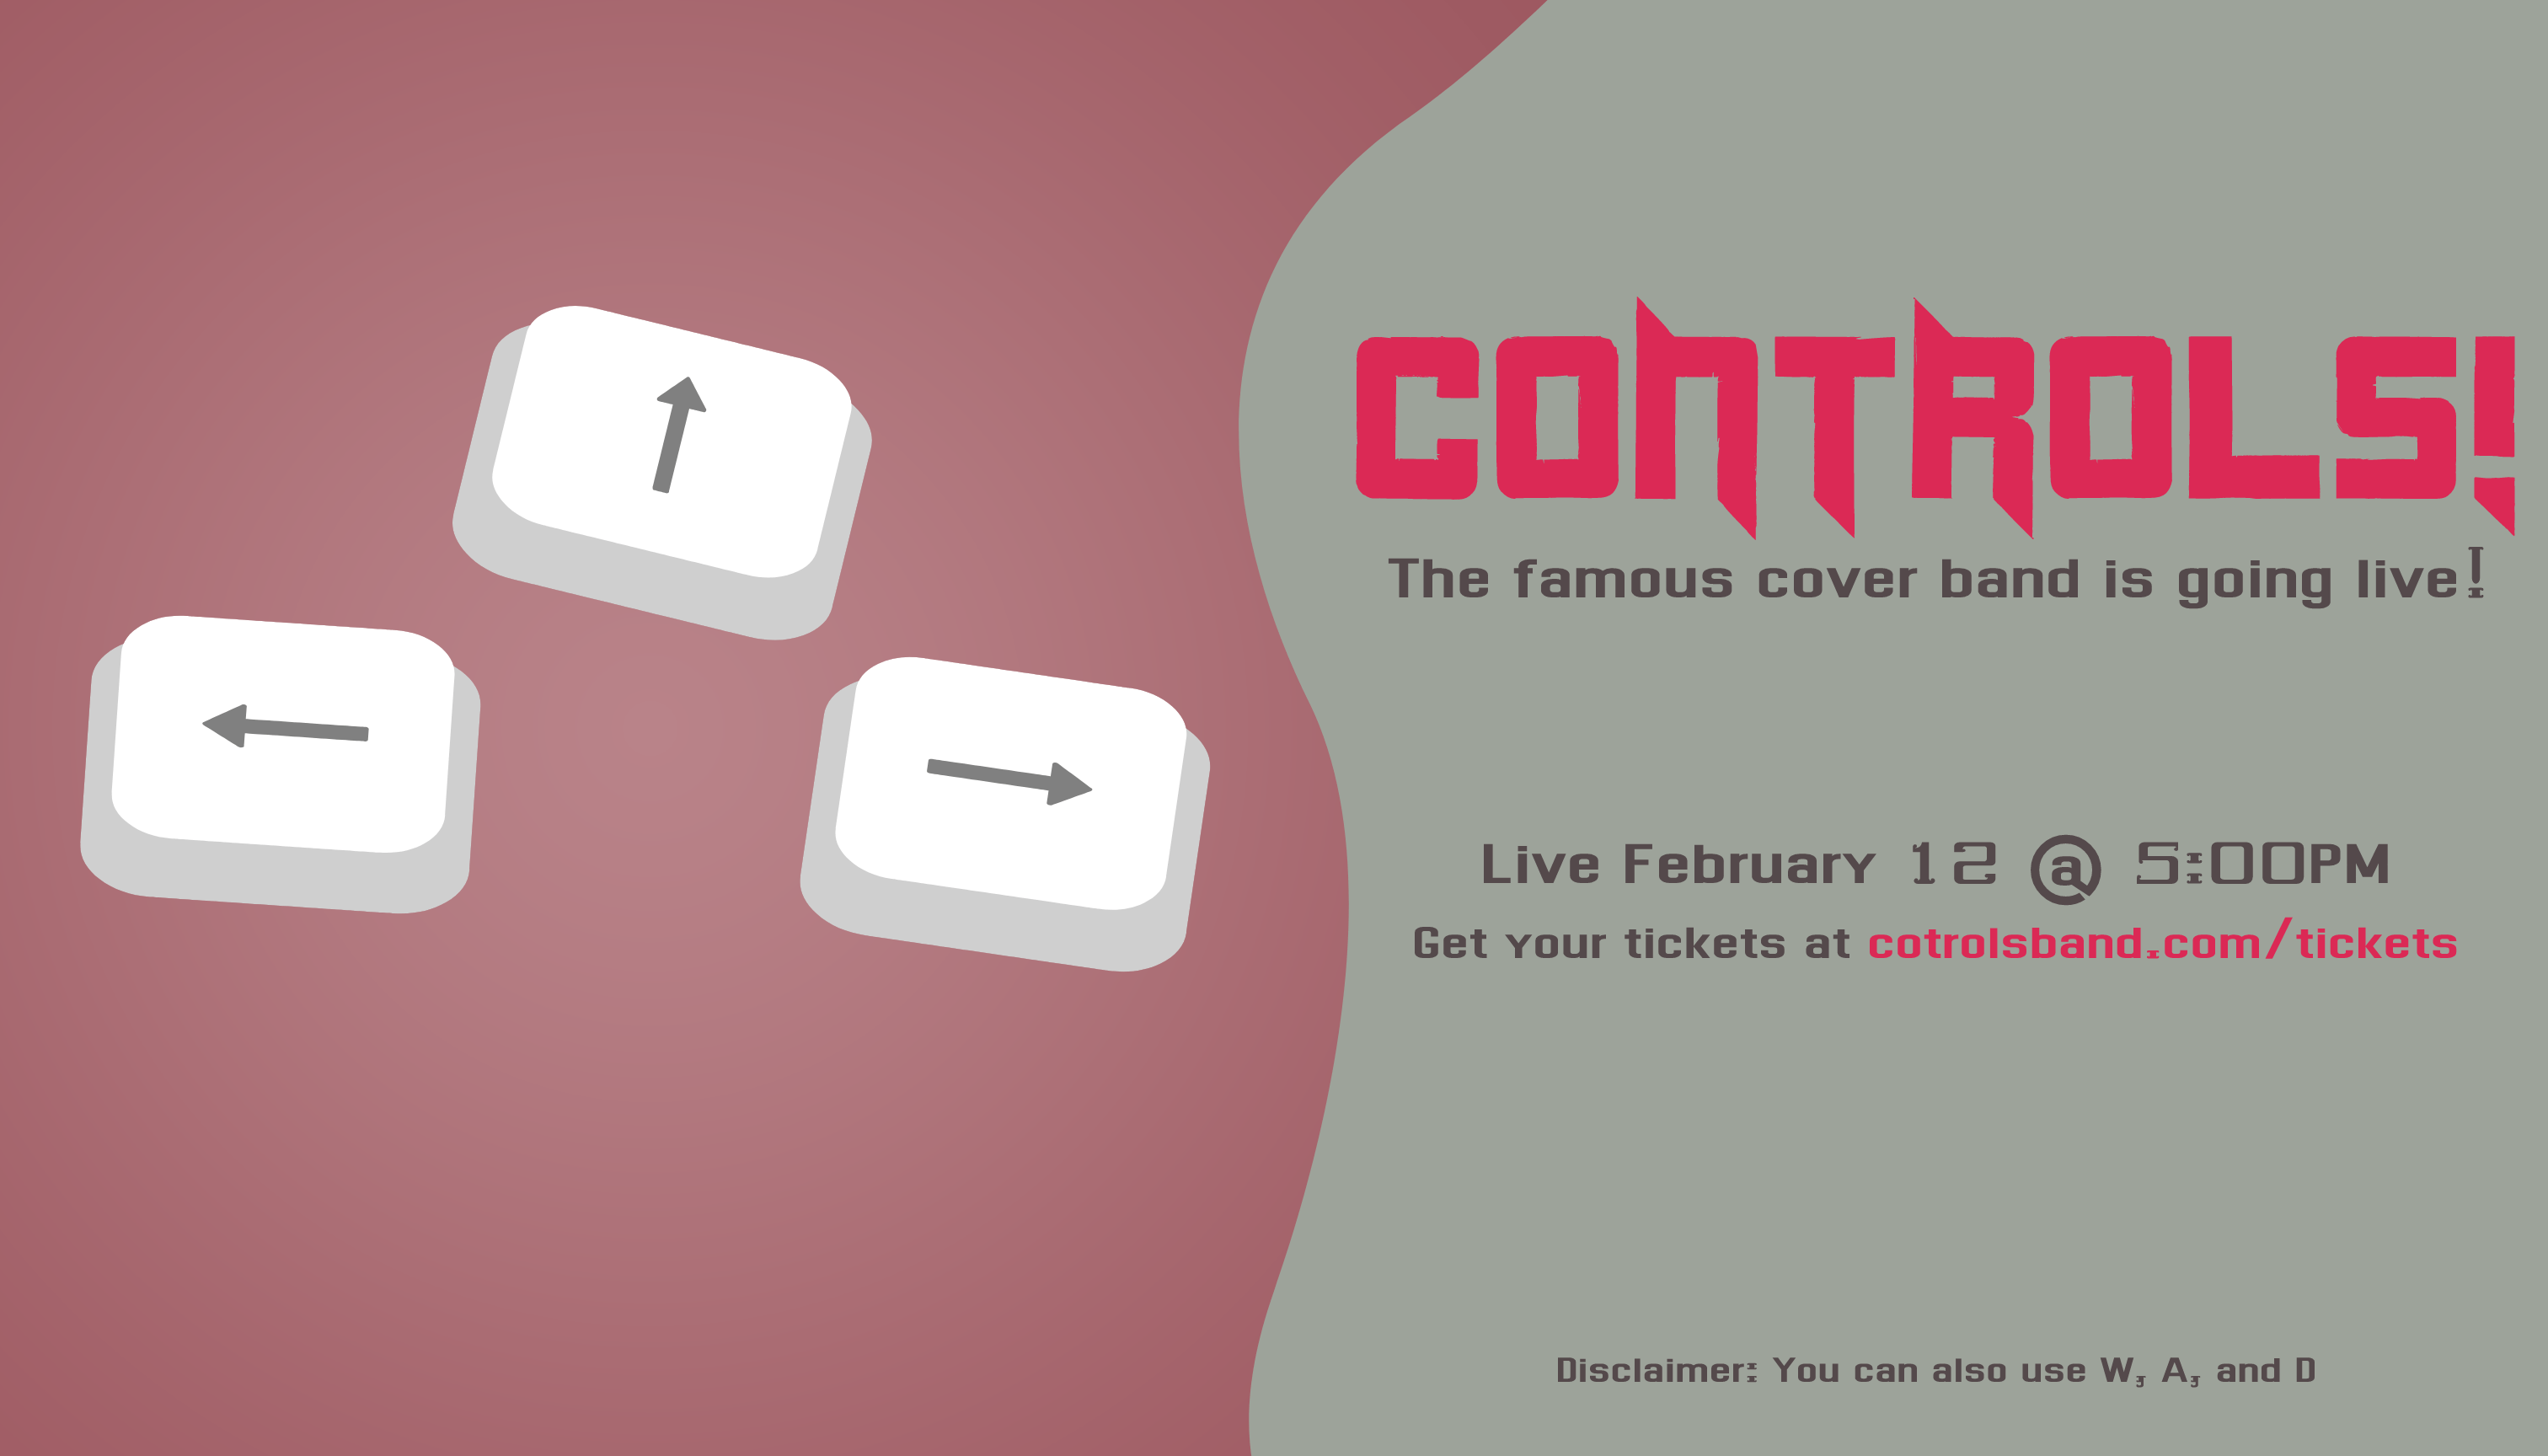 CONTROLS!
The famous cover band is going live!
Live February 12 @ 5:00PM
Get your tickets at cotrolsband.com/tickets
Disclaimer: You can also use W, A, and D